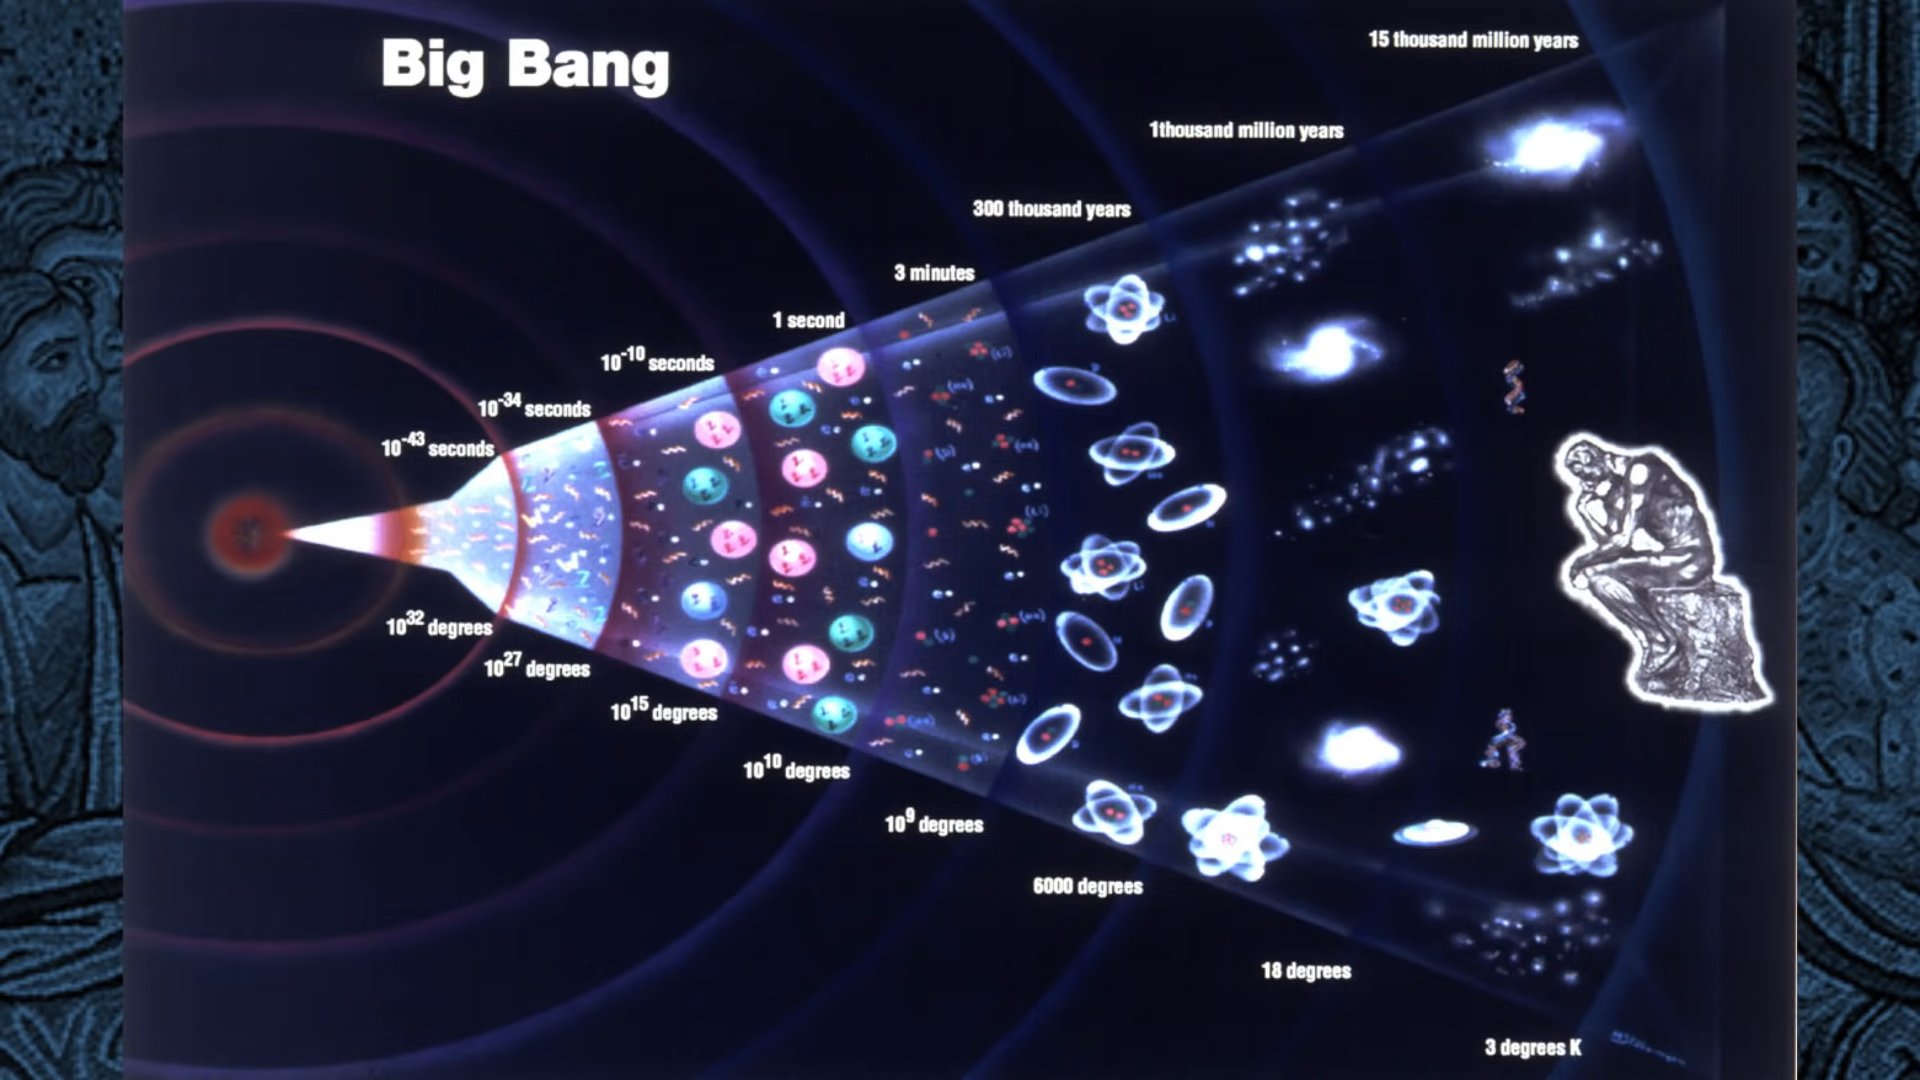 Big Bang
15 thousand million years
1thousand million years
300 thousand years
3 minutes
1 second
10-10 seconds
10-34 seconds
10-43 seconds
1032 degrees
1027 degrees
1015 degrees
1010 degrees
109 degrees
6000 degrees
18 degrees
3 degrees K